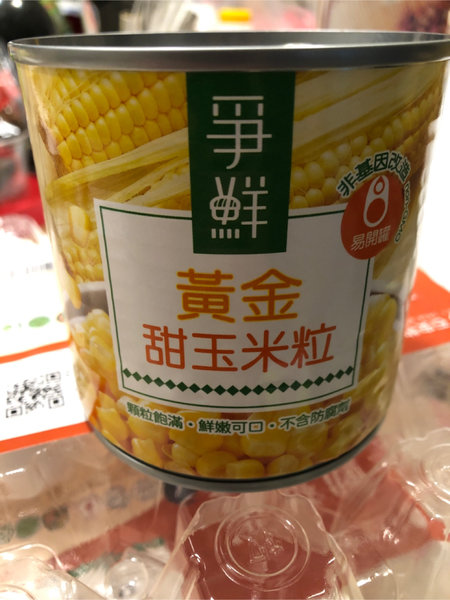 爭鮮
非基因改造
易開罐
黃金
甜玉米粒
顆粒飽滿・鮮嫩可口・不含防腐劑